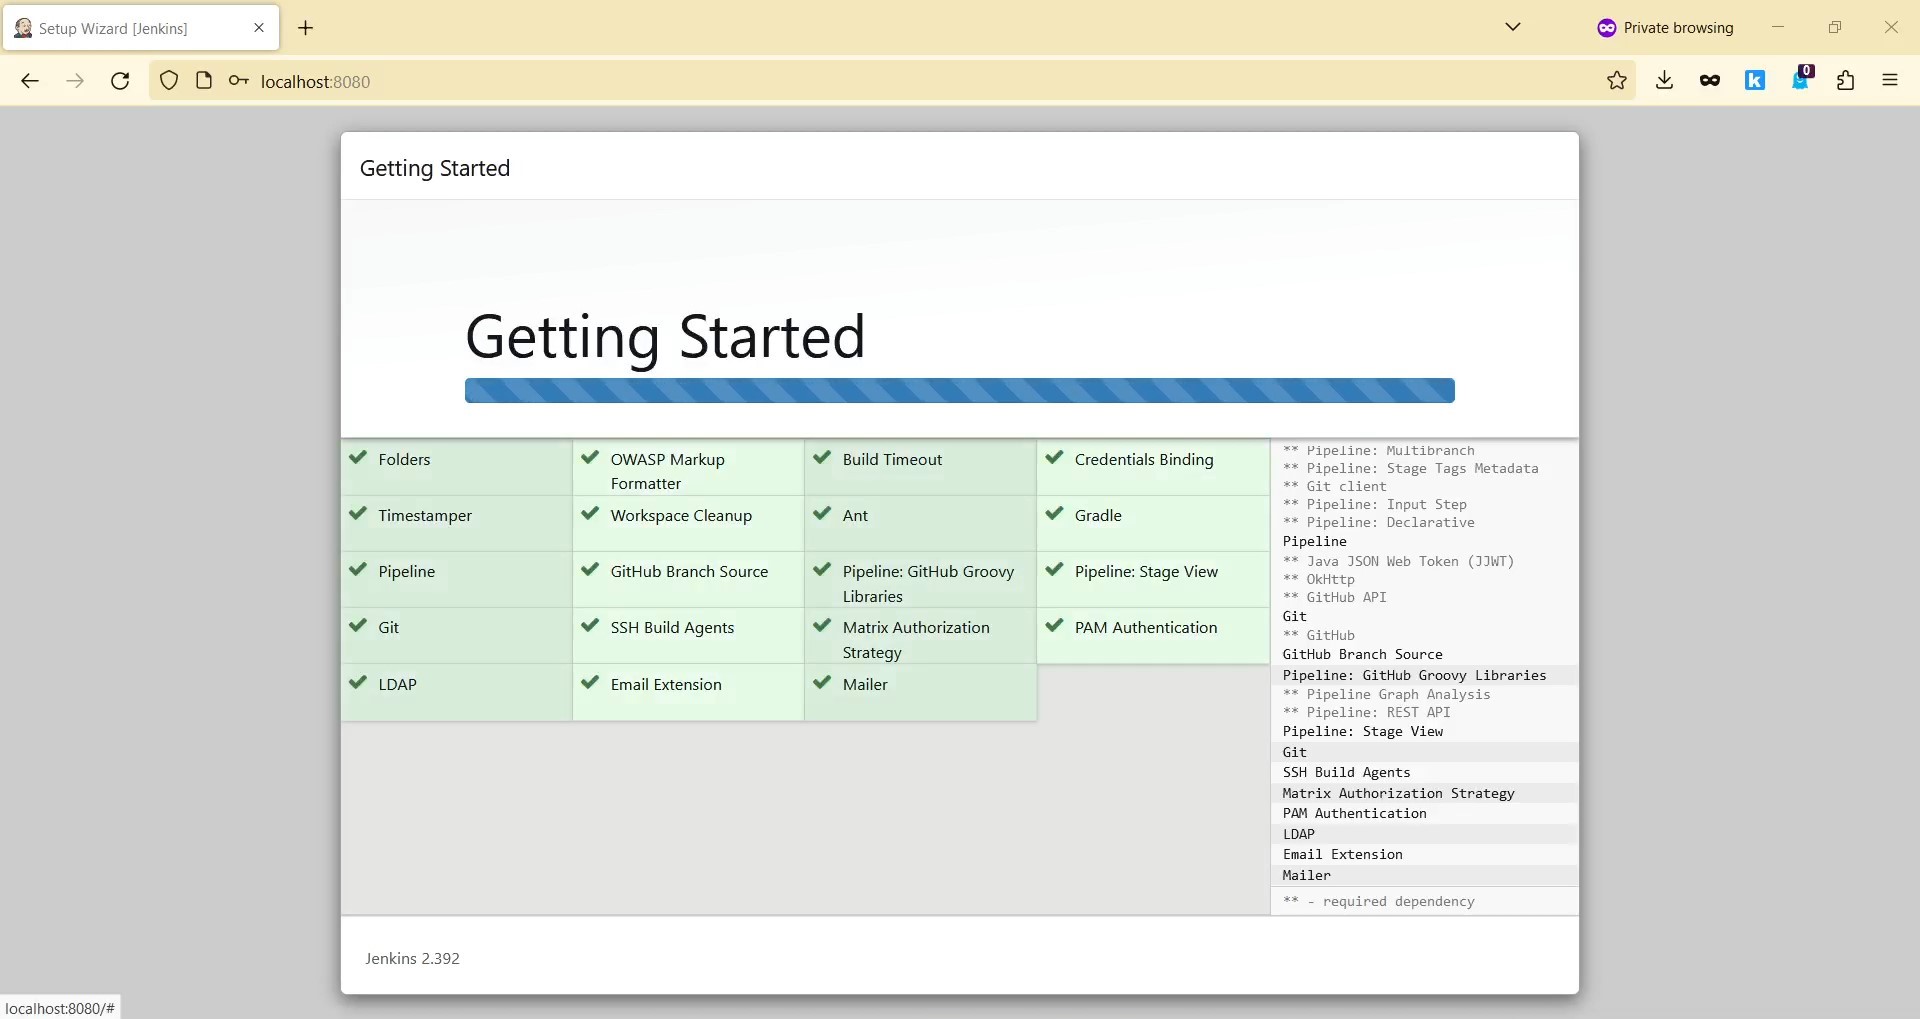 Setup Wizard [Jenkins]
Private browsing
localhost:8080
k
0
Getting Started
Getting Started
Folders
OWASP Markup
Formatter
Build Timeout
Credentials Binding
Timestamper
Workspace Cleanup
Ant
Gradle
Pipeline
GitHub Branch Source
Pipeline: GitHub Groovy
Libraries
Pipeline: Stage View
Git
SSH Build Agents
Matrix Authorization
Strategy
PAM Authentication
LDAP
Email Extension
Mailer
** Pipeline: Multibranch
** Pipeline: Stage Tags Metadata
** Git client
** Pipeline: Input Step
** Pipeline: Declarative
Pipeline
** Java JSON Web Token (JJWT)
** OkHttp
** GitHub API
Git
** GitHub
GitHub Branch Source
Pipeline: GitHub Groovy Libraries
** Pipeline Graph Analysis
** Pipeline: REST API
Pipeline: Stage View
Git
SSH Build Agents
Matrix Authorization Strategy
PAM Authentication
LDAP
Email Extension
Mailer
** - required dependency
Jenkins 2.392
localhost:8080/#